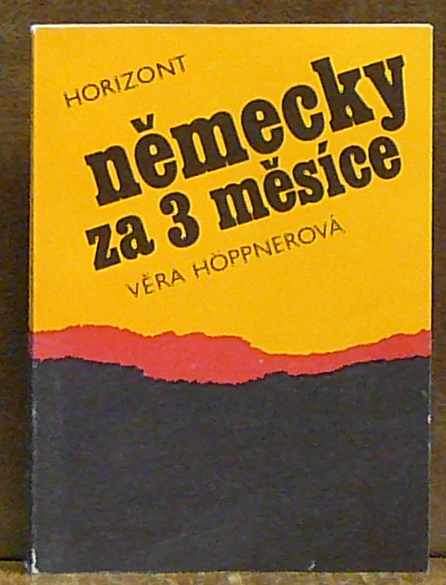 HORIZONT
německy
za 3 měsíce
VĚRA HÖPPNEROVÁ